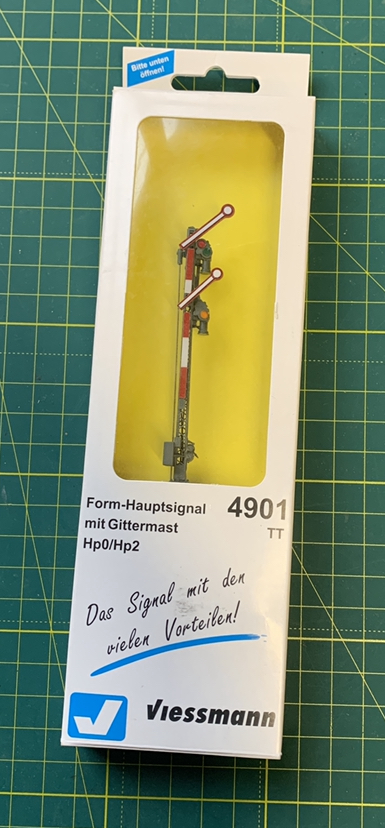 Bitte unten
öffnen!
Form-Hauptsignal
mit Gittermast
Hp0/Hp2
4901
TT
Das Signal mit den
vielen Vorteilen!
Viessmann